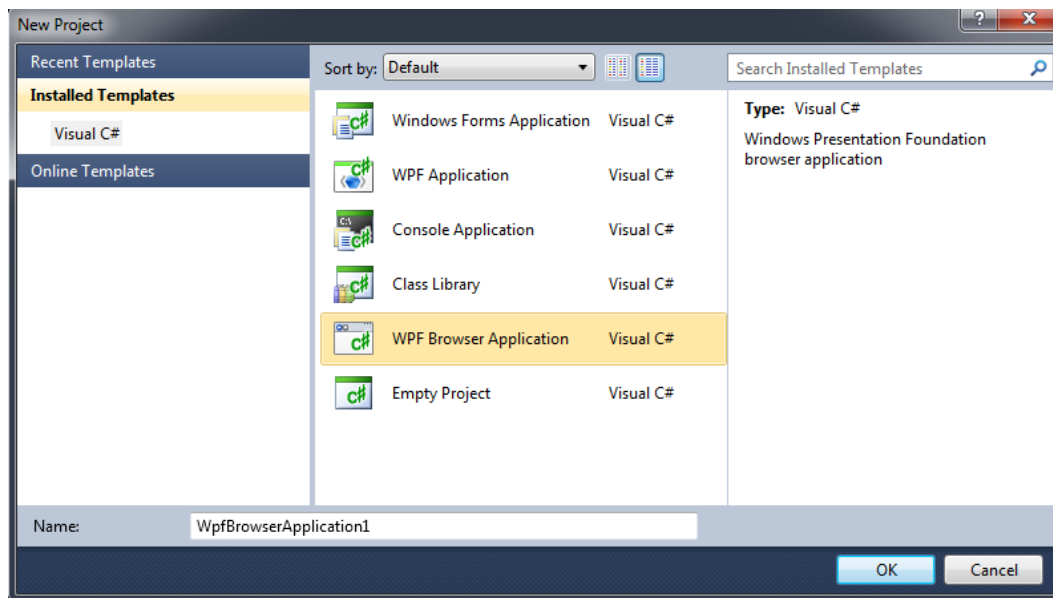 New Project
Recent Templates
Installed Templates
Visual C#
Online Templates
Sort by: Default
Search Installed Templates
Windows Forms Application Visual C#
WPF Application Visual C#
Console Application Visual C#
Class Library Visual C#
WPF Browser Application Visual C#
Empty Project Visual C#
Type: Visual C#
Windows Presentation Foundation
browser application
Name: WpfBrowserApplication1
OK Cancel